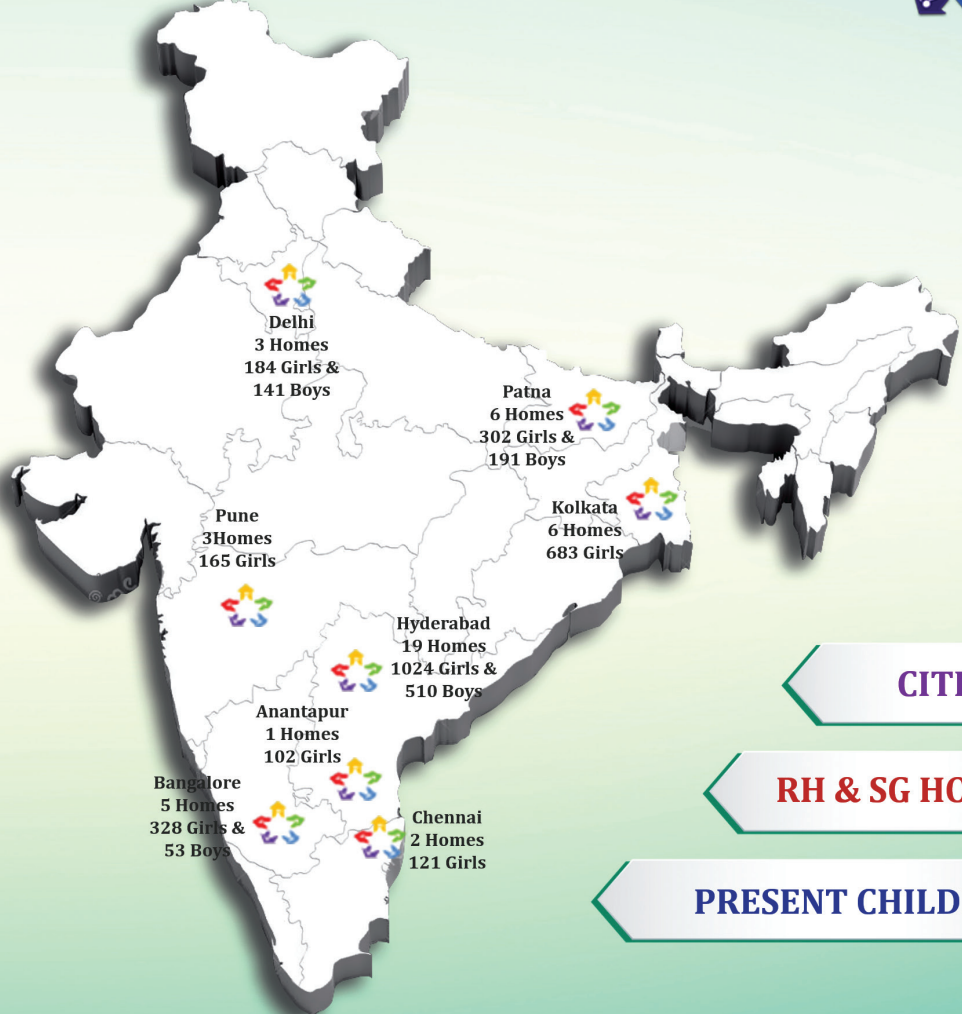 Delhi
3 Homes
184 Girls &
141 Boys
Patna
6 Homes
302 Girls &
191 Boys
Kolkata
6 Homes
683 Girls
Pune
3Homes
165 Girls
Hyderabad
19 Homes
1024 Girls &
510 Boys
Anantapur
1 Homes
102 Girls
Bangalore
5 Homes
328 Girls &
53 Boys
Chennai
2 Homes
121 Girls
RH & SG
PRESENT CHILD